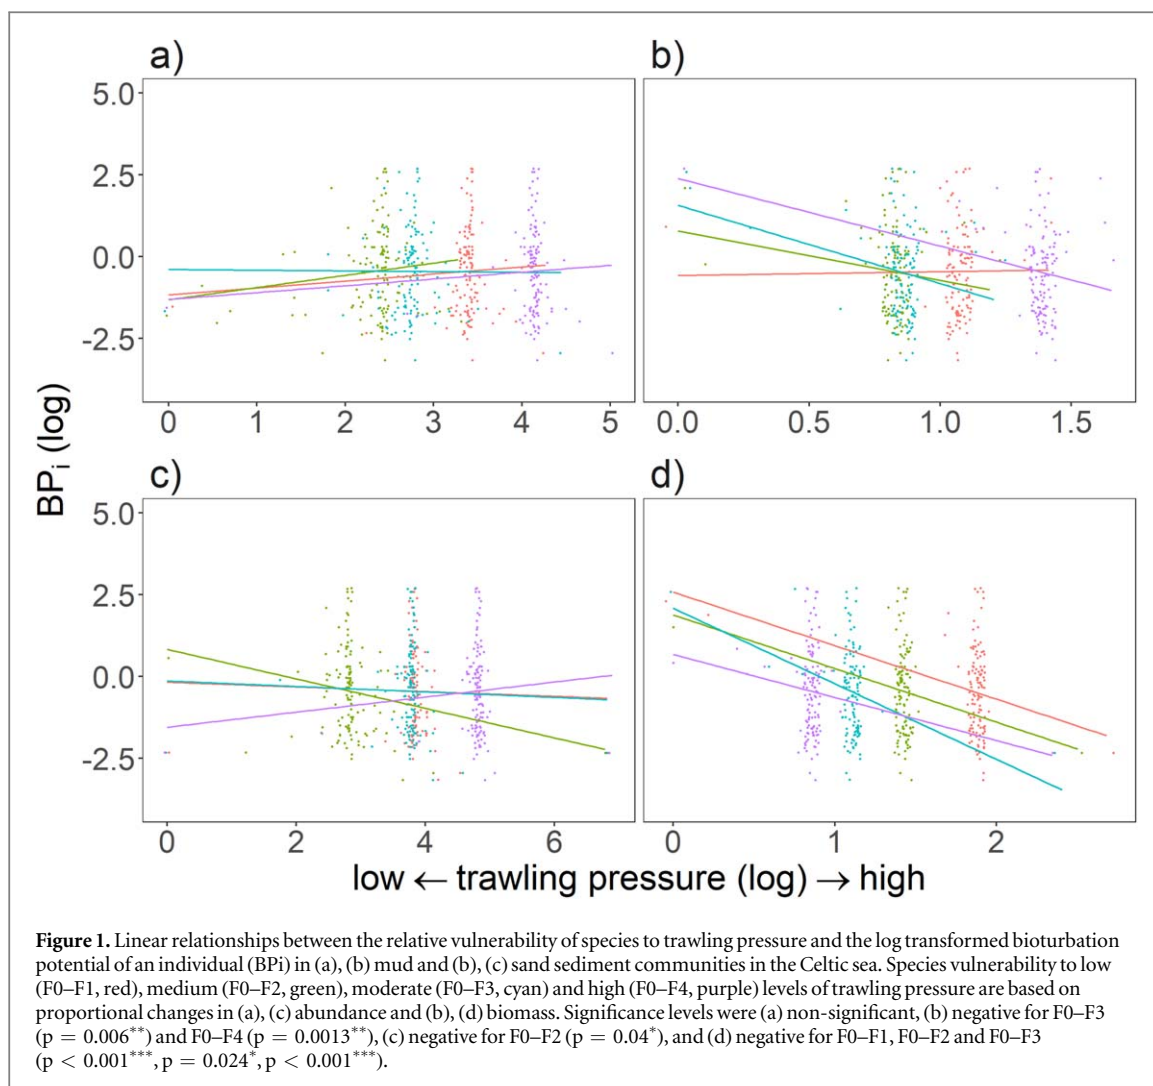 a)
b)
5.0
2.5
0.0
-2.5
0 1 2 3 4 5
0.0 0.5 1.0 1.5
BPi (log)
c)
d)
5.0
2.5
0.0
-2.5
0 2 4 6
0 1 2
low ← trawling pressure (log) → high
Figure 1. Linear relationships between the relative vulnerability of species to trawling pressure and the log transformed bioturbation
potential of an individual (BPi) in (a), (b) mud and (b), (c) sand sediment communities in the Celtic sea. Species vulnerability to low
(F0–F1, red), medium (F0–F2, green), moderate (F0–F3, cyan) and high (F0–F4, purple) levels of trawling pressure are based on
proportional changes in (a), (c) abundance and (b), (d) biomass. Significance levels were (a) non-significant, (b) negative for F0–F3
(p = 0.006**) and F0–F4 (p = 0.0013**), (c) negative for F0–F2 (p = 0.04*), and (d) negative for F0–F1, F0–F2 and F0–F3
(p < 0.001***, p = 0.024*, p < 0.001***).